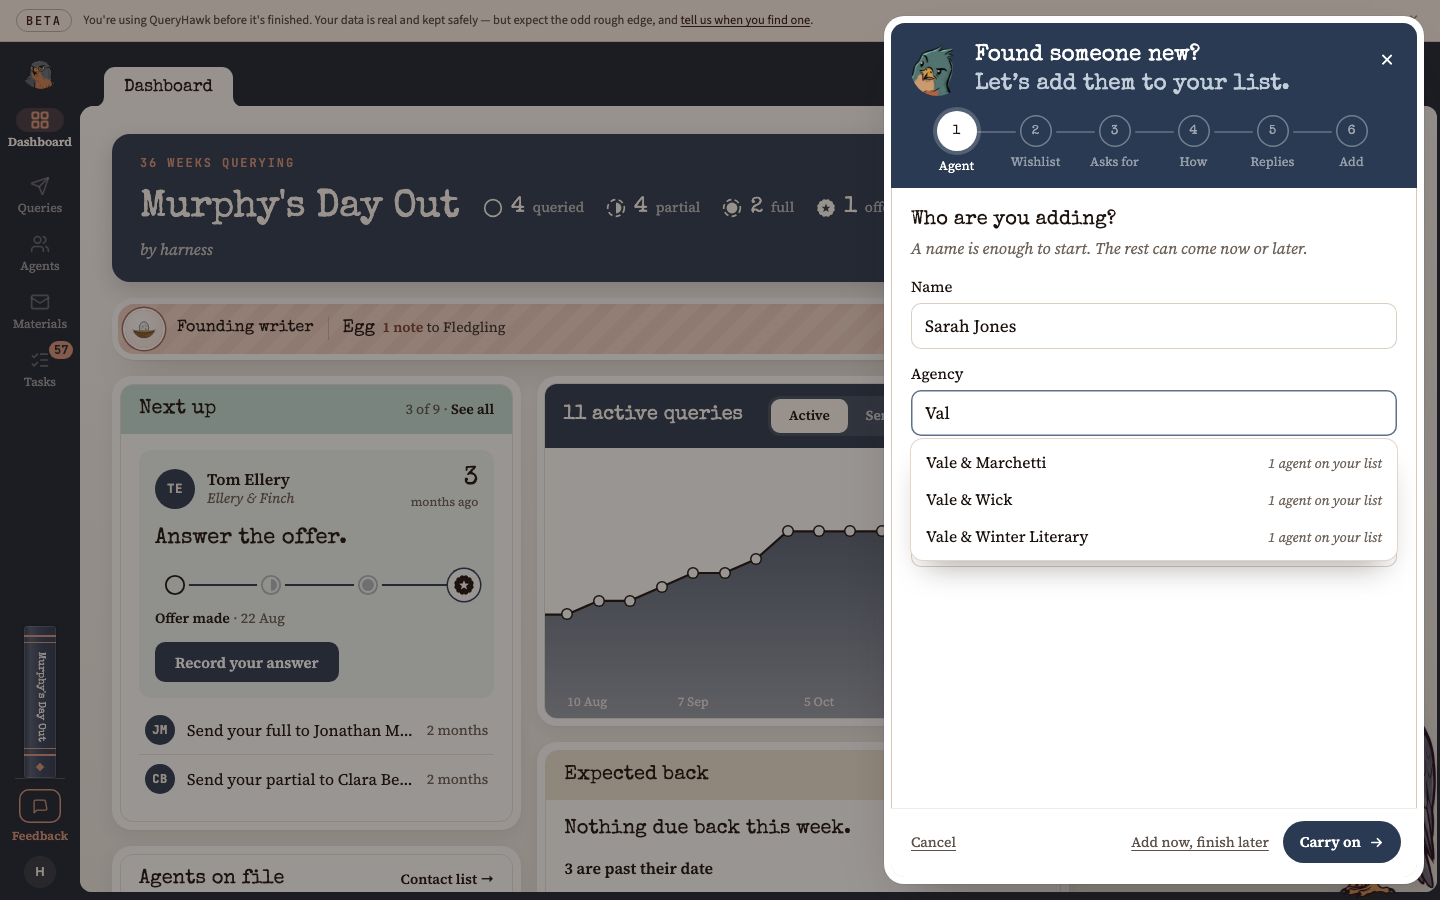 BETA You're using QueryHawk before it's finished. Your data is real and kept safely — but expect the odd rough edge, and tell us when you find one.
Dashboard
Queries
Agents
Materials
57
Tasks
Murphy's Day Out
Feedback
H
Dashboard
36 WEEKS QUERYING
Murphy's Day Out
4 queried
4 partial
2 full
1 off
by harness
Founding writer
Egg 1 note to Fledgling
Next up
3 of 9 · See all
TE
Tom Ellery
Ellery & Finch
3
months ago
Answer the offer.
Offer made · 22 Aug
Record your answer
JM Send your full to Jonathan M... 2 months
CB Send your partial to Clara Be... 2 months
Agents on file
Contact list →
11 active queries
Active
10 Aug
7 Sep
5 Oct
Expected back
Nothing due back this week.
3 are past their date
Found someone new?
Let's add them to your list.
1 2 3 4 5 6
Agent Wishlist Asks for How Replies Add
Who are you adding?
A name is enough to start. The rest can come now or later.
Name
Sarah Jones
Agency
Val
Vale & Marchetti 1 agent on your list
Vale & Wick 1 agent on your list
Vale & Winter Literary 1 agent on your list
Cancel
Add now, finish later
Carry on →